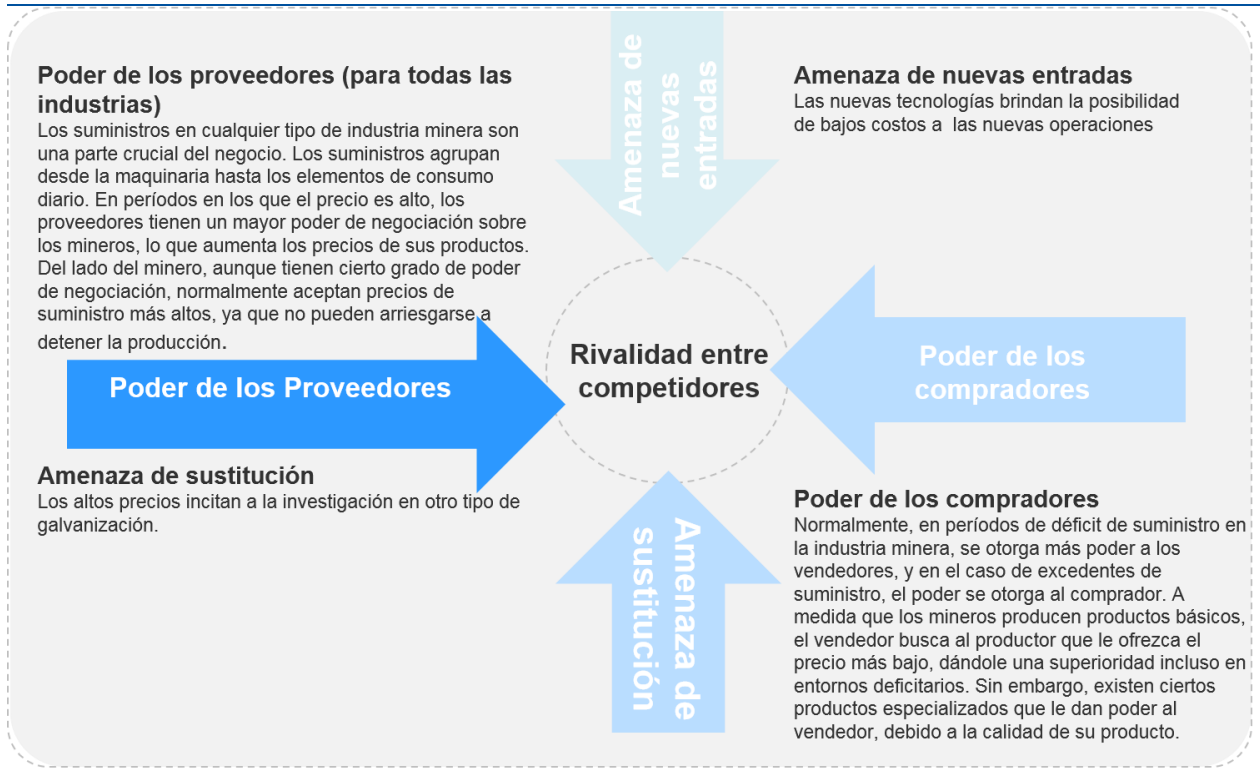 Poder de los proveedores (para todas las
industrias)
Los suministros en cualquier tipo de industria minera son
una parte crucial del negocio. Los suministros agrupan
desde la maquinaria hasta los elementos de consumo
diario. En períodos en los que el precio es alto, los
proveedores tienen un mayor poder de negociación sobre
los mineros, lo que aumenta los precios de sus productos.
Del lado del minero, aunque tienen cierto grado de poder
de negociación, normalmente aceptan precios de
suministro más altos, ya que no pueden arriesgarse a
detener la producción.
Amenaza de
nuevas
entradas
Amenaza de nuevas entradas
Las nuevas tecnologías brindan la posibilidad
de bajos costos a las nuevas operaciones
Poder de los Proveedores
Rivalidad entre
competidores
Poder de los
compradores
Amenaza de sustitución
Los altos precios incitan a la investigación en otro tipo de
galvanización.
Amenaza de
sustitución
Poder de los compradores
Normalmente, en períodos de déficit de suministro en
la industria minera, se otorga más poder a los
vendedores, y en el caso de excedentes de
suministro, el poder se otorga al comprador. A
medida que los mineros producen productos básicos,
el vendedor busca al productor que le ofrezca el
precio más bajo, dándole una superioridad incluso en
entornos deficitarios. Sin embargo, existen ciertos
productos especializados que le dan poder al
vendedor, debido a la calidad de su producto.